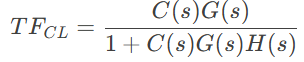 TF_{CL} = \frac{C(s)G(s)}{1 + C(s)G(s)H(s)}